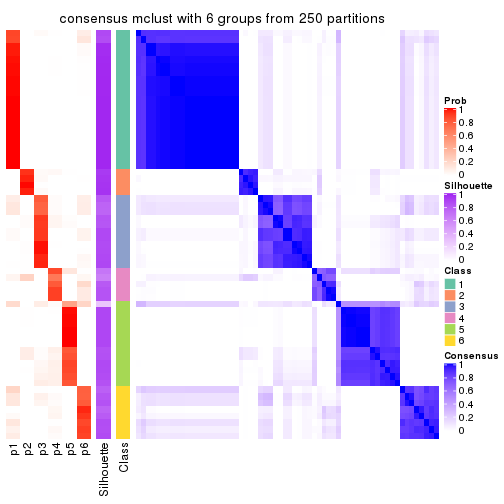 consensus mclust with 6 groups from 250 partitions
Prob
1
0.8
0.6
0.4
0.2
0
Silhouette
1
0.8
0.6
0.4
0.2
0
Class
1
2
3
4
5
6
Consensus
1
0.8
0.6
0.4
0.2
0
p1
p2
p3
p4
p5
p6
Silhouette
Class